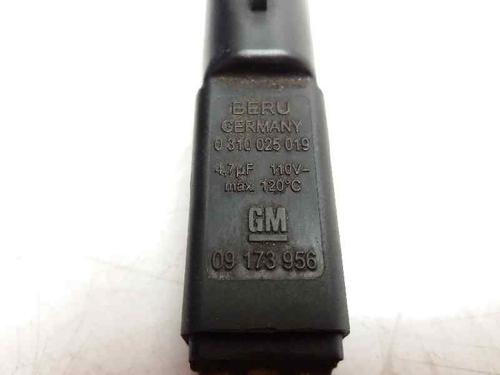 BERU
GERMANY
0 310 025 019
4,7µF 110V–
max. 120°C
GM
09 173 956